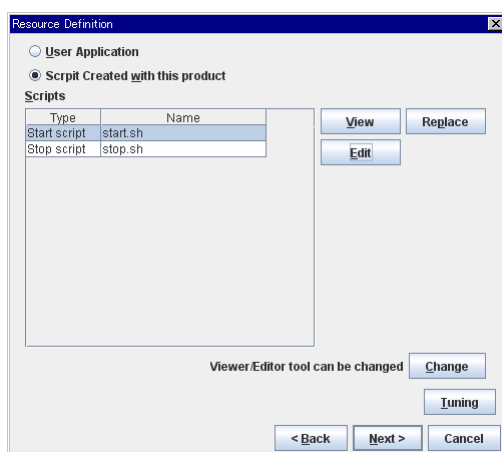 Resource Definition
User Application
Scrpit Created with this product
Scripts
Type Name
Start script start.sh
Stop script stop.sh
View Replace
Edit
Viewer/Editor tool can be changed Change
Tuning
< Back Next > Cancel